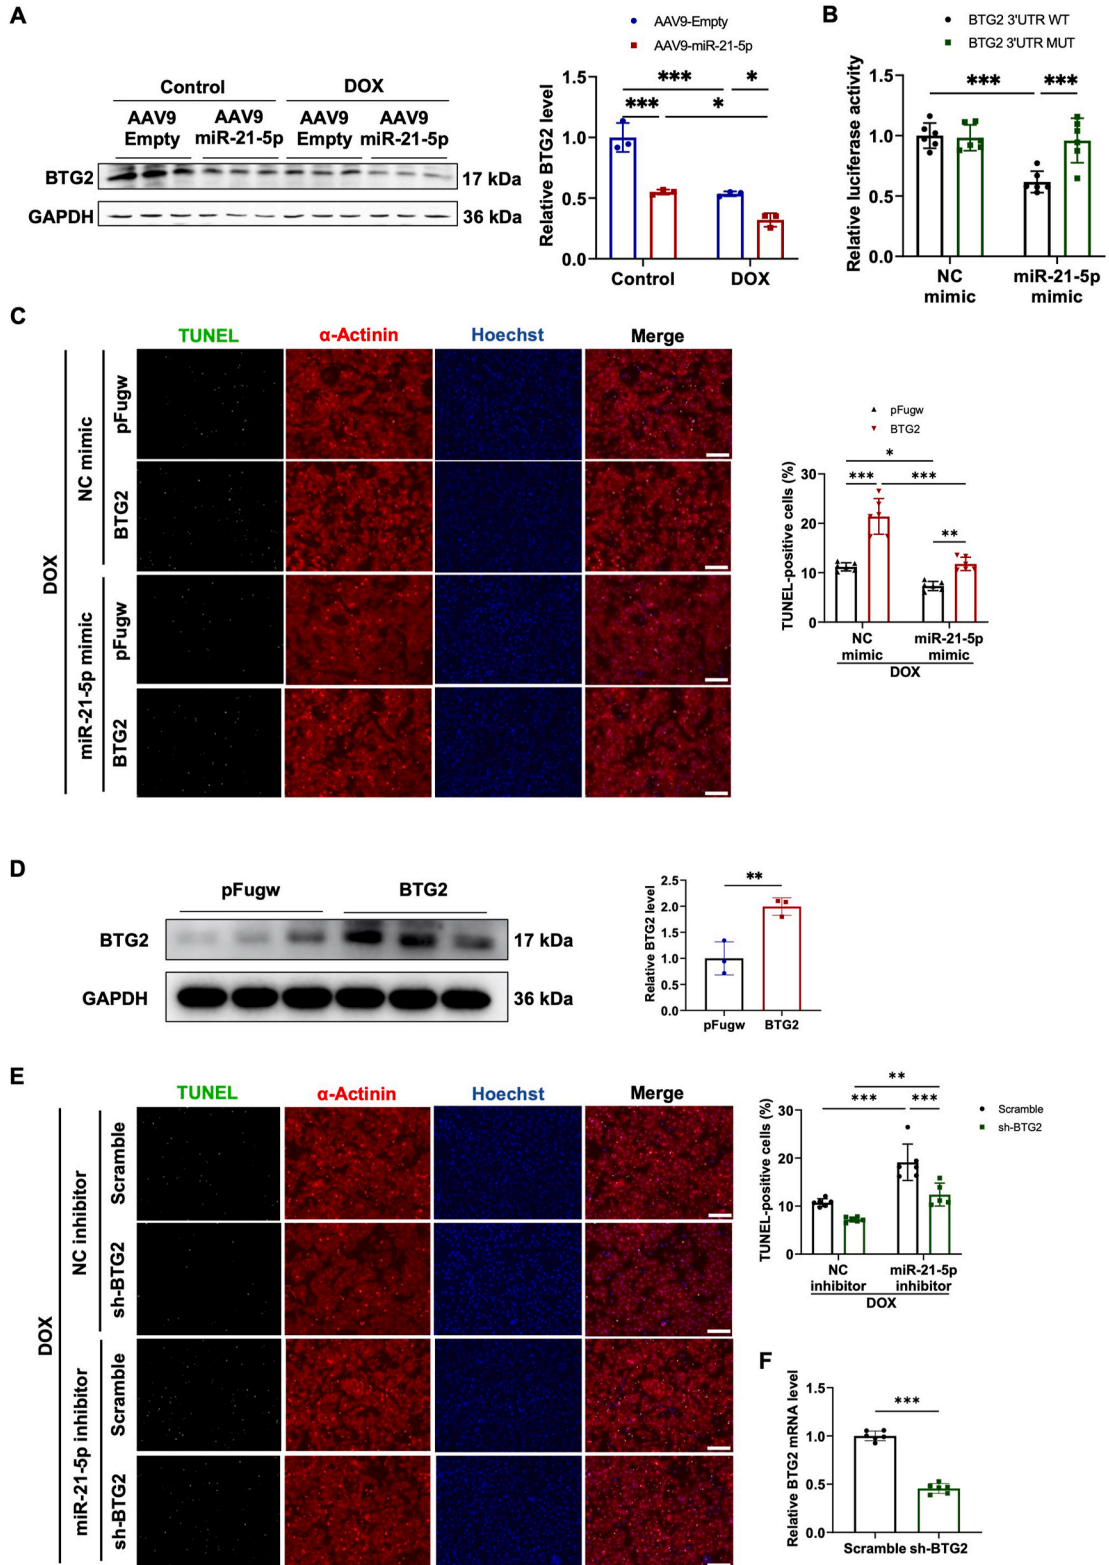 A
Control DOX
AAV9 AAV9 AAV9 AAV9
Empty miR-21-5p Empty miR-21-5p
BTG2 17 kDa
GAPDH 36 kDa
AAV9-Empty
AAV9-miR-21-5p
Relative BTG2 level
1.5
1.0
0.5
0.0
*** *
*** *
Control DOX
B
BTG2 3'UTR WT
BTG2 3'UTR MUT
Relative luciferase activity
1.5
1.0
0.5
0.0
*** ***
NC miR-21-5p
mimic mimic
C
TUNEL α-Actinin Hoechst Merge
DOX
NC mimic
pFugw
BTG2
miR-21-5p mimic
pFugw
BTG2
pFugw
BTG2
TUNEL-positive cells (%)
30
20
10
0
*
*** ***
**
NC miR-21-5p
mimic mimic
DOX
D
pFugw BTG2
BTG2 17 kDa
GAPDH 36 kDa
Relative BTG2 level
2.5
2.0
1.5
1.0
0.5
0.0
**
pFugw BTG2
E
TUNEL α-Actinin Hoechst Merge
DOX
NC inhibitor
Scramble
sh-BTG2
miR-21-5p inhibitor
Scramble
sh-BTG2
Scramble
sh-BTG2
TUNEL-positive cells (%)
30
20
10
0
**
*** ***
NC miR-21-5p
inhibitor inhibitor
DOX
F
Relative BTG2 mRNA level
1.5
1.0
0.5
0.0
***
Scramble sh-BTG2